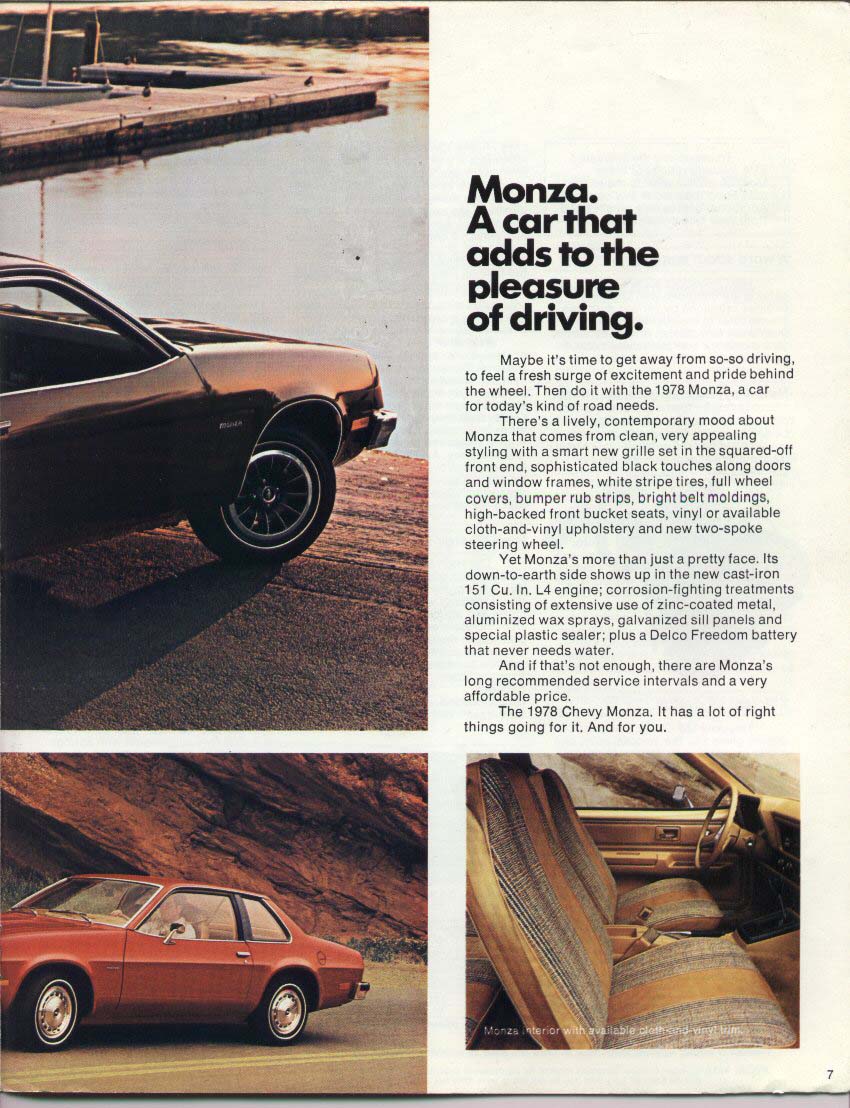 Monza.
A car that
adds to the
pleasure
of driving.
Maybe it's time to get away from so-so driving,
to feel a fresh surge of excitement and pride behind
the wheel. Then do it with the 1978 Monza, a car
for today's kind of road needs.
There's a lively, contemporary mood about
Monza that comes from clean, very appealing
styling with a smart new grille set in the squared-off
front end, sophisticated black touches along doors
and window frames, white stripe tires, full wheel
covers, bumper rub strips, bright belt moldings,
high-backed front bucket seats, vinyl or available
cloth-and-vinyl upholstery and new two-spoke
steering wheel.
Yet Monza's more than just a pretty face. Its
down-to-earth side shows up in the new cast-iron
151 Cu. In. L4 engine; corrosion-fighting treatments
consisting of extensive use of zinc-coated metal,
aluminized wax sprays, galvanized sill panels and
special plastic sealer; plus a Delco Freedom battery
that never needs water.
And if that's not enough, there are Monza's
long recommended service intervals and a very
affordable price.
The 1978 Chevy Monza. It has a lot of right
things going for it. And for you.
MONZA
Monza interior with available cloth-and-vinyl trim.
7